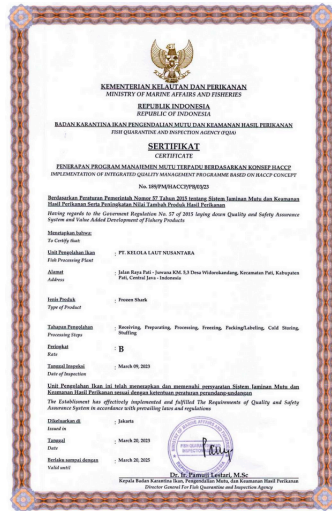 KEMENTERIAN KELAUTAN DAN PERIKANAN
MINISTRY OF MARINE AFFAIRS AND FISHERIES
REPUBLIK INDONESIA
REPUBLIC OF INDONESIA
BADAN KARANTINA IKAN PENGENDALIAN MUTU DAN KEAMANAN HASIL PERIKANAN
FISH QUARANTINE AND INSPECTION AGENCY (FQIA)
SERTIFIKAT
CERTIFICATE
PENERAPAN PROGRAM MANAJEMEN MUTU TERPADU BERDASARKAN KONSEP HACCP
IMPLEMENTATION OF INTEGRATED QUALITY MANAGEMENT PROGRAMME BASED ON HACCP CONCEPT
No. 189/PM/HACCP/PB/03/23
Berdasarkan Peraturan Pemerintah Nomor 57 Tahun 2015 tentang Sistem Jaminan Mutu dan Keamanan
Hasil Perikanan Serta Peningkatan Nilai Tambah Produk Hasil Perikanan
Having regards to the Goverment Regulation No. 57 of 2015 laying down Quality and Safety Assurance
System and Value Added Development of Fishery Products
Menetapkan bahwa:
To Certify that:
Unit Pengolahan Ikan : PT. KELOLA LAUT NUSANTARA
Fish Processing Plant
Alamat : Jalan Raya Pati - Juwana KM. 5,3 Desa Widorokandang, Kecamatan Pati, Kabupaten
Address Pati, Central Java - Indonesia
Jenis Produk : Frozen Shark
Type of Product
Tahapan Pengolahan : Receiving, Preparating, Processing, Freezing, Packing/Labeling, Cold Storing,
Processing Steps Stuffing
Peringkat : B
Rate
Tanggal Inspeksi : March 09, 2023
Date of Inspection
Unit Pengolahan Ikan ini telah menerapkan dan memenuhi persyaratan Sistem Jaminan Mutu dan
Keamanan Hasil Perikanan sesuai dengan ketentuan peraturan perundang-undangan
The Establishment has effectively implemented and fulfilled The Requirements of Quality and Safety
Assurance System in accordance with prevailing laws and regulations
Dikeluarkan di : Jakarta
Issued in
Tanggal : March 20, 2023
Date
Berlaku sampai dengan : March 20, 2025
Valid until
Dr. Ir. Pamuji Lestari, M.Sc
Kepala Badan Karantina Ikan, Pengendalian Mutu, dan Keamanan Hasil Perikanan
Director General For Fish Quarantine and Inspection Agency